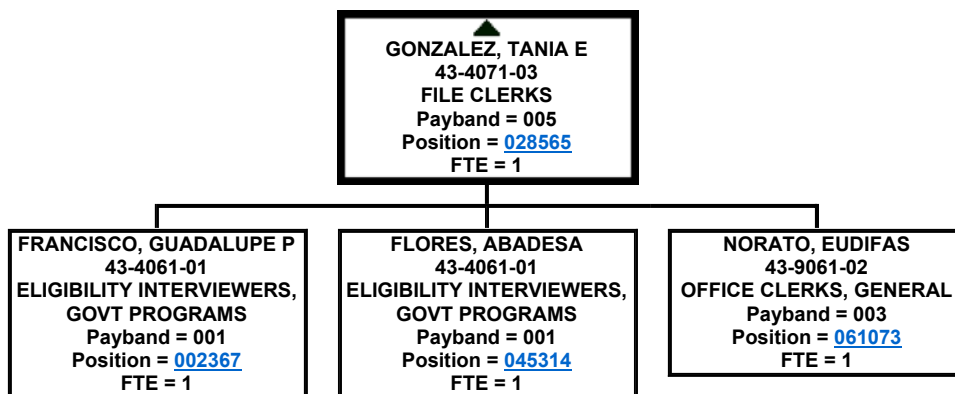 GONZALEZ, TANIA E
43-4071-03
FILE CLERKS
Payband = 005
Position = 028565
FTE = 1
FRANCISCO, GUADALUPE P
43-4061-01
ELIGIBILITY INTERVIEWERS,
GOVT PROGRAMS
Payband = 001
Position = 002367
FTE = 1
FLORES, ABADESA
43-4061-01
ELIGIBILITY INTERVIEWERS,
GOVT PROGRAMS
Payband = 001
Position = 045314
FTE = 1
NORATO, EUDIFAS
43-9061-02
OFFICE CLERKS, GENERAL
Payband = 003
Position = 061073
FTE = 1